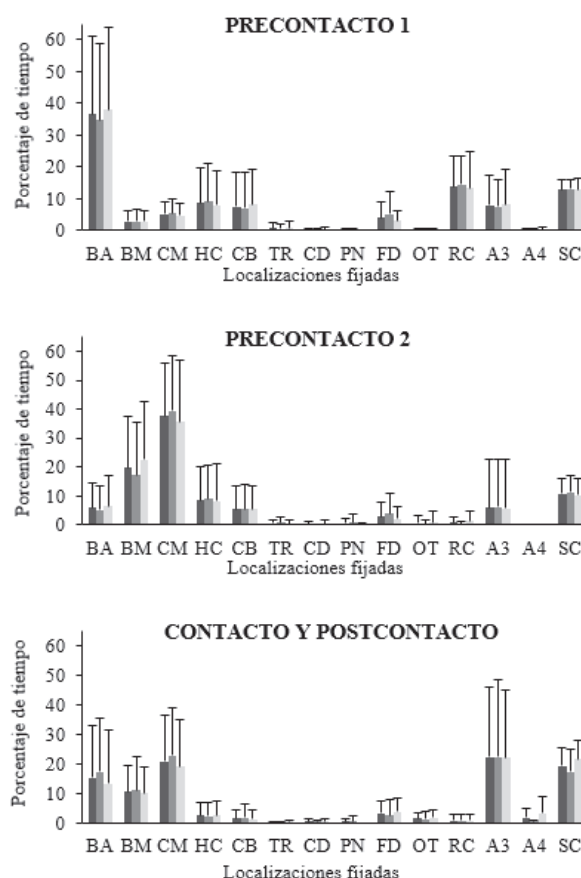 PRECONTACTO 1
Porcentaje de tiempo
60
50
40
30
20
10
0
BA BM CM HC CB TR CD PN FD OT RC A3 A4 SC
Localizaciones fijadas
PRECONTACTO 2
Porcentaje de tiempo
60
50
40
30
20
10
0
BA BM CM HC CB TR CD PN FD OT RC A3 A4 SC
Localizaciones fijadas
CONTACTO Y POSTCONTACTO
Porcentaje de tiempo
60
50
40
30
20
10
0
BA BM CM HC CB TR CD PN FD OT RC A3 A4 SC
Localizaciones fijadas